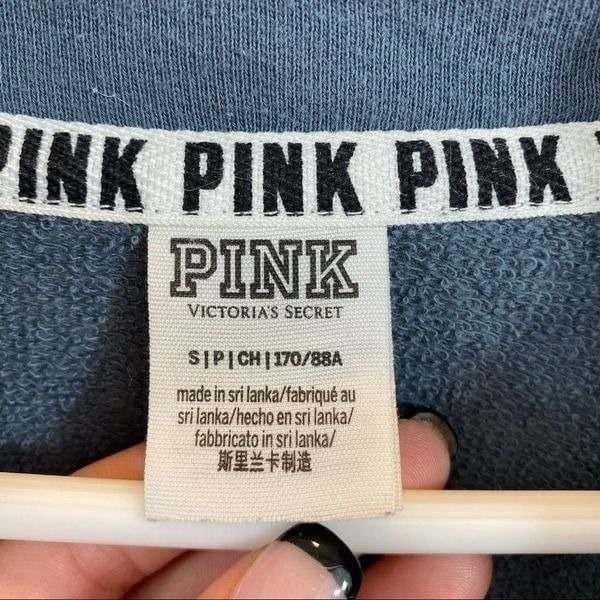 PINK PINK PINK
PINK
VICTORIA'S SECRET
S|P|CH|170/88A
made in sri lanka/fabriqué au
sri lanka/hecho en sri lanka/
fabbricato in sri lanka/
斯里兰卡制造